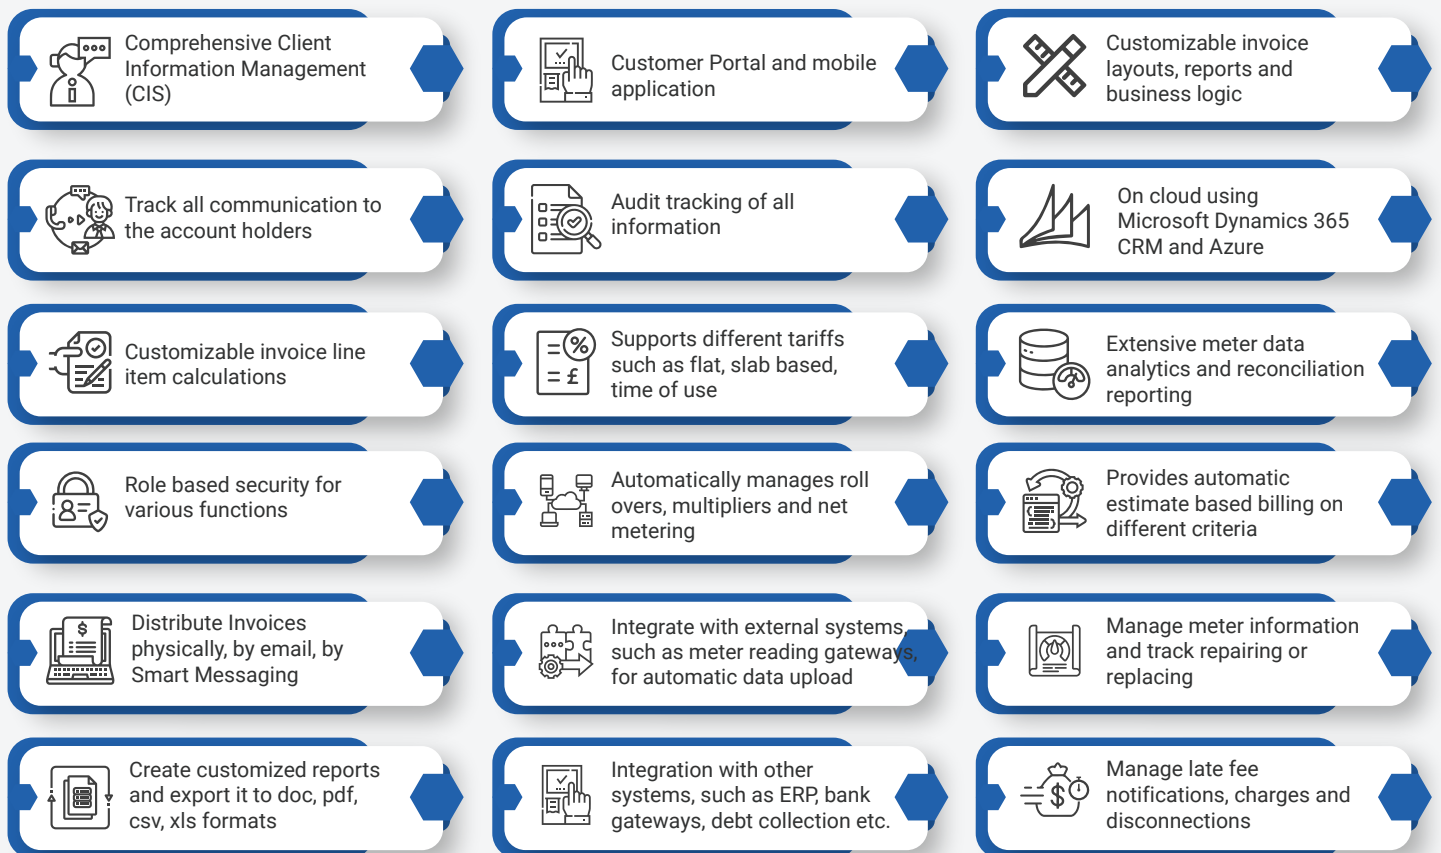 Comprehensive Client
Information Management
(CIS)
Customer Portal and mobile
application
Customizable invoice
layouts, reports and
business logic
Track all communication to
the account holders
Audit tracking of all
information
On cloud using
Microsoft Dynamics 365
CRM and Azure
Customizable invoice line
item calculations
%
£
Supports different tariffs
such as flat, slab based,
time of use
Extensive meter data
analytics and reconciliation
reporting
Role based security for
various functions
Automatically manages roll
overs, multipliers and net
metering
Provides automatic
estimate based billing on
different criteria
$
Distribute Invoices
physically, by email, by
Smart Messaging
Integrate with external systems,
such as meter reading gateways,
for automatic data upload
Manage meter information
and track repairing or
replacing
Create customized reports
and export it to doc, pdf,
csv, xls formats
Integration with other
systems, such as ERP, bank
gateways, debt collection etc.
$
Manage late fee
notifications, charges and
disconnections